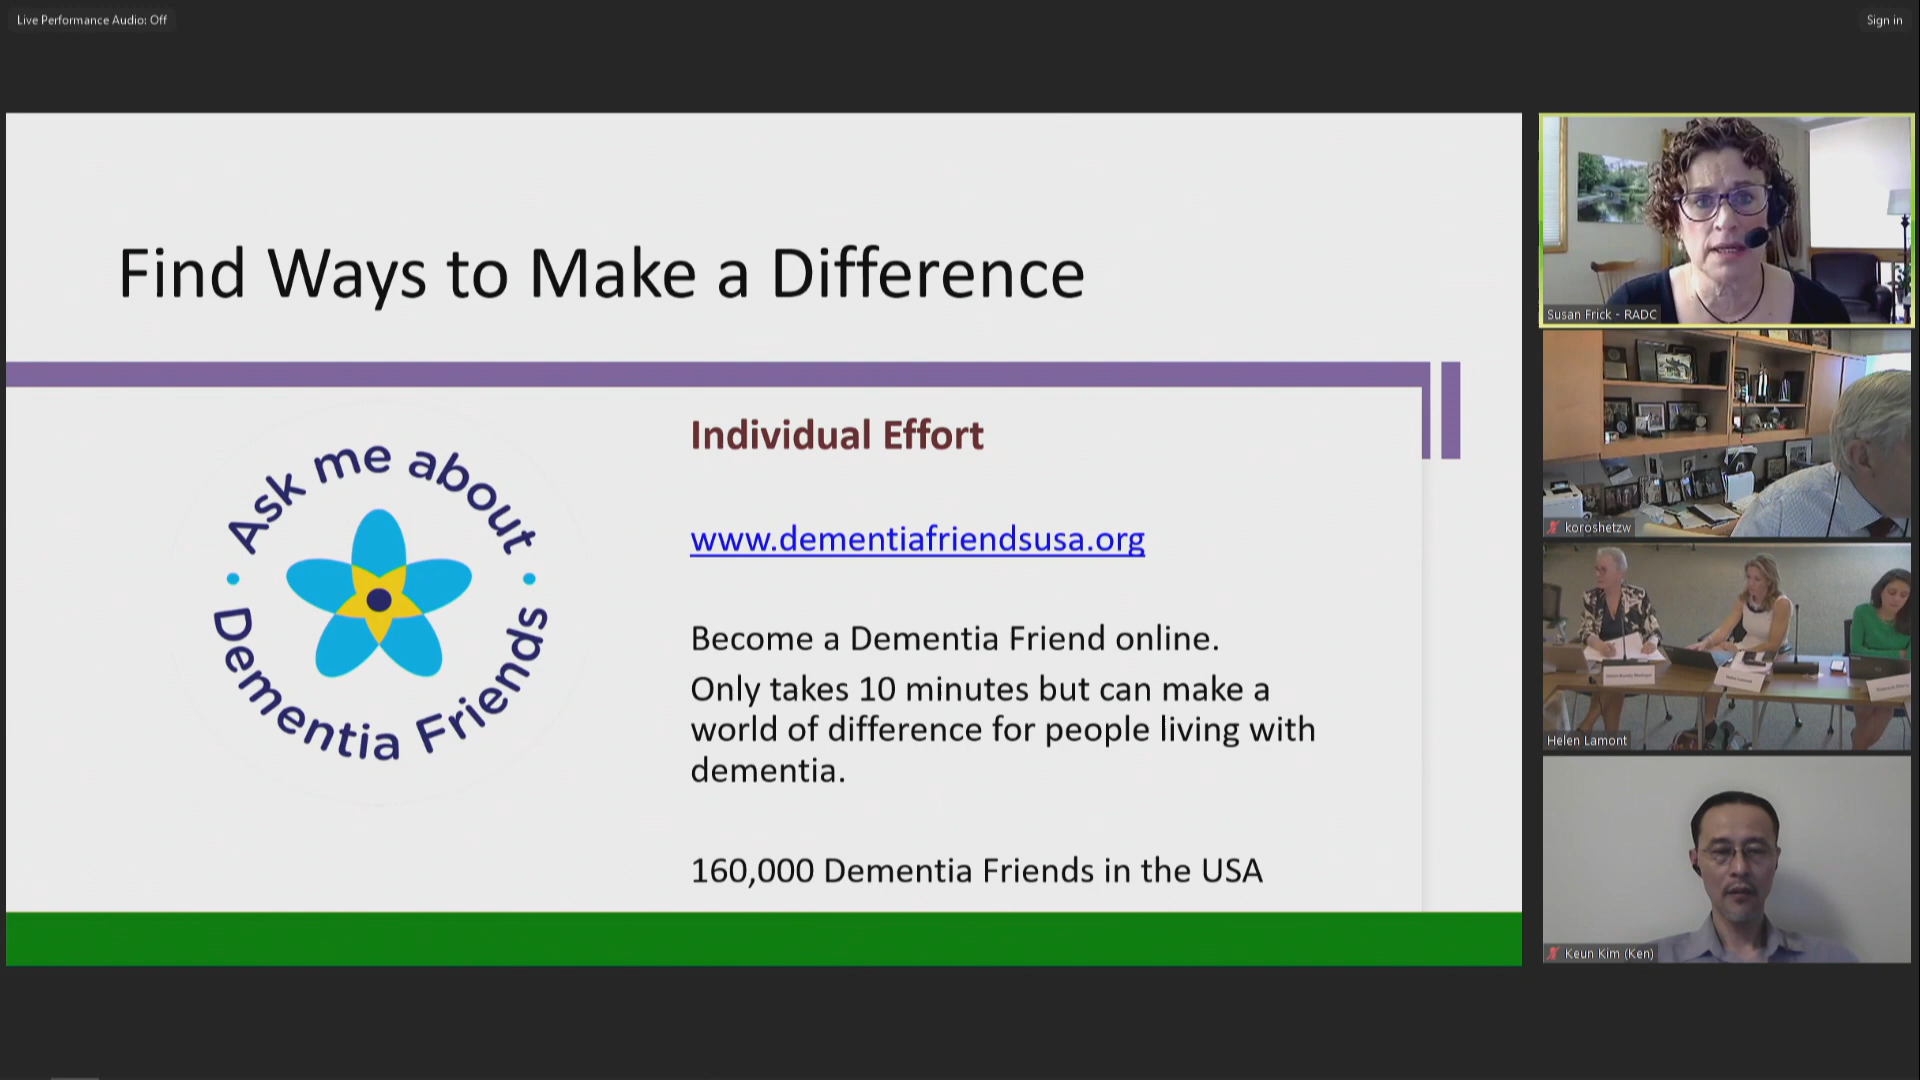 Live Performance Audio: Off
Sign in
Find Ways to Make a Difference
Ask me about
Dementia Friends
Individual Effort
www.dementiafriendsusa.org
Become a Dementia Friend online.
Only takes 10 minutes but can make a
world of difference for people living with
dementia.
160,000 Dementia Friends in the USA
Susan Frick - RADC
koroshetzw
Helen Lamont
Keun Kim (Ken)